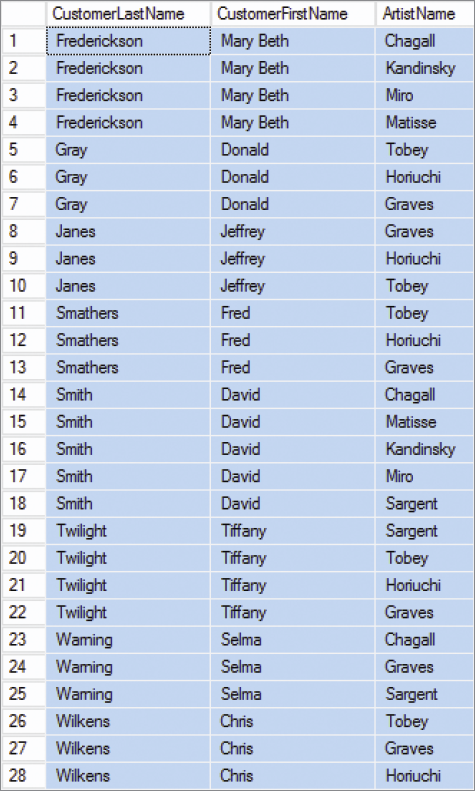 CustomerLastName CustomerFirstName ArtistName
1 Frederickson Mary Beth Chagall
2 Frederickson Mary Beth Kandinsky
3 Frederickson Mary Beth Miro
4 Frederickson Mary Beth Matisse
5 Gray Donald Tobey
6 Gray Donald Horiuchi
7 Gray Donald Graves
8 Janes Jeffrey Graves
9 Janes Jeffrey Horiuchi
10 Janes Jeffrey Tobey
11 Smathers Fred Tobey
12 Smathers Fred Horiuchi
13 Smathers Fred Graves
14 Smith David Chagall
15 Smith David Matisse
16 Smith David Kandinsky
17 Smith David Miro
18 Smith David Sargent
19 Twilight Tiffany Sargent
20 Twilight Tiffany Tobey
21 Twilight Tiffany Horiuchi
22 Twilight Tiffany Graves
23 Warning Selma Chagall
24 Warning Selma Graves
25 Warning Selma Sargent
26 Wilkens Chris Tobey
27 Wilkens Chris Graves
28 Wilkens Chris Horiuchi